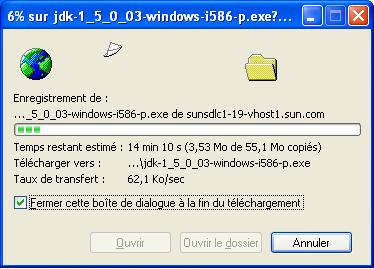 6% sur jdk-1_5_0_03-windows-i586-p.exe?...
Enregistrement de :
..._5_0_03-windows-i586-p.exe de sunsdlc1-19-vhost1.sun.com
Temps restant estimé : 14 min 10 s (3,53 Mo de 55,1 Mo copiés)
Télécharger vers : ...\jdk-1_5_0_03-windows-i586-p.exe
Taux de transfert : 62,1 Ko/sec
Fermer cette boîte de dialogue à la fin du téléchargement
Ouvrir Ouvrir le dossier Annuler